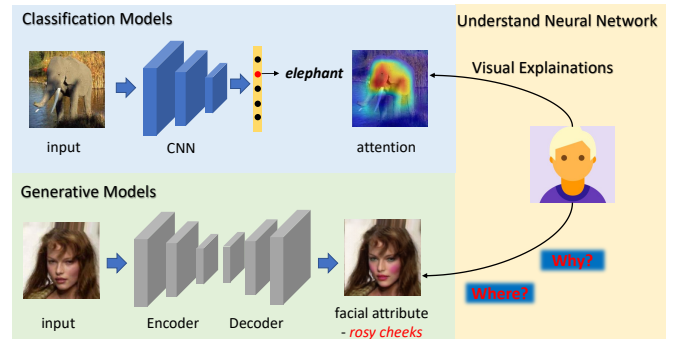 Classification Models
Understand Neural Network
elephant
Visual Explainations
input
CNN
attention
Generative Models
Why?
Where?
input
Encoder
Decoder
facial attribute
- rosy cheeks